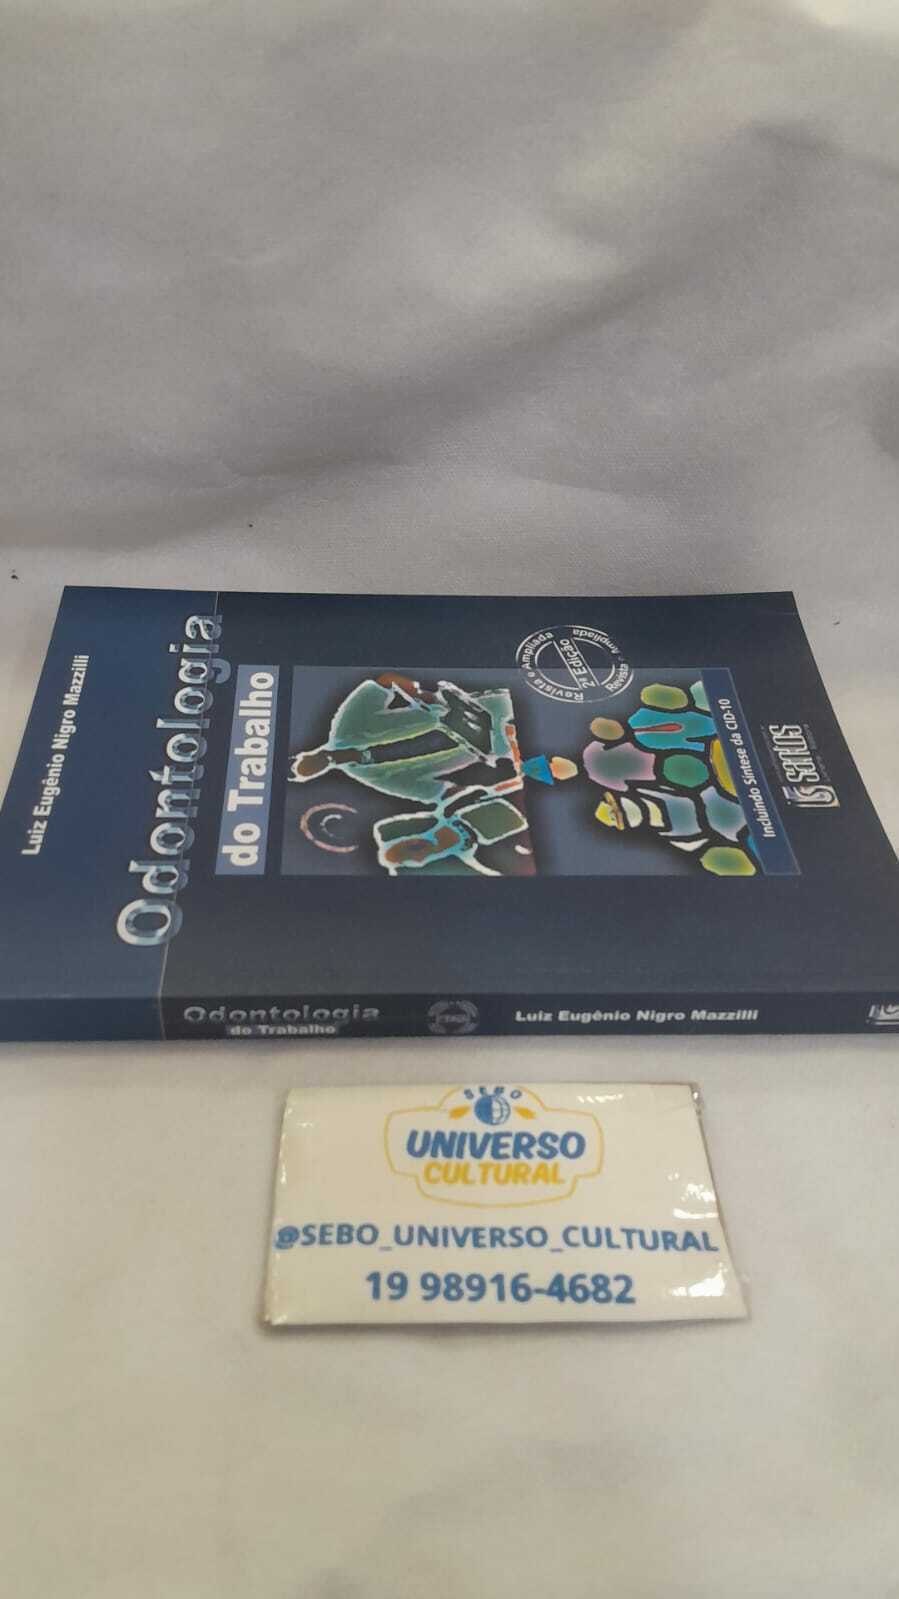 Luiz Eugênio Nigro Mazzilli
Odontologia
do Trabalho
Revista e Ampliada
2ª Edição
Revista e Ampliada
Incluindo Síntese da CID-10
santos
Odontologia
do Trabalho
Luiz Eugênio Nigro Mazzilli
SEBO
UNIVERSO
CULTURAL
@SEBO_UNIVERSO_CULTURAL
19 98916-4682